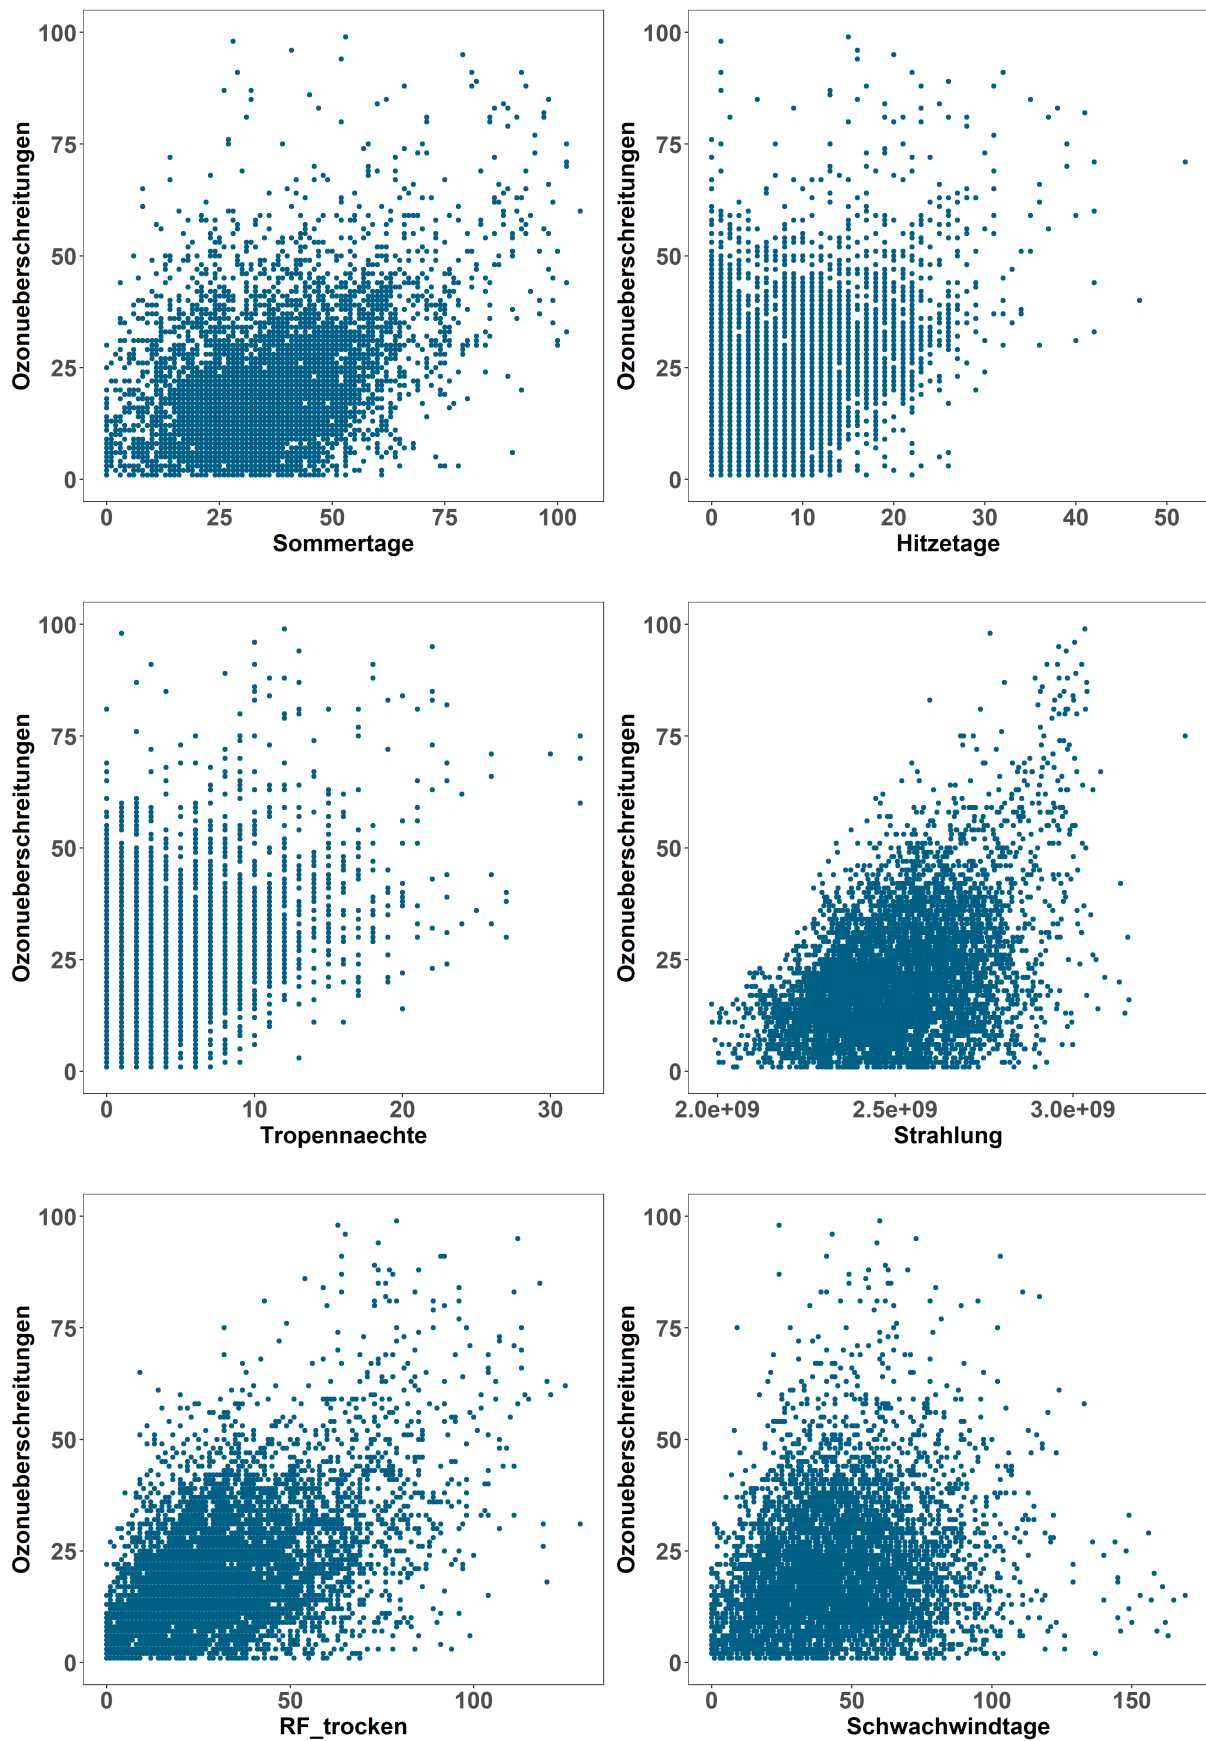 100
75
50
25
0
Ozonueberschreitungen
0 25 50 75 100
Sommertage
100
75
50
25
0
Ozonueberschreitungen
0 10 20 30 40 50
Hitzetage
100
75
50
25
0
Ozonueberschreitungen
0 10 20 30
Tropennaechte
100
75
50
25
0
Ozonueberschreitungen
2.0e+09 2.5e+09 3.0e+09
Strahlung
100
75
50
25
0
Ozonueberschreitungen
0 50 100
RF_trocken
100
75
50
25
0
Ozonueberschreitungen
0 50 100 150
Schwachwindtage